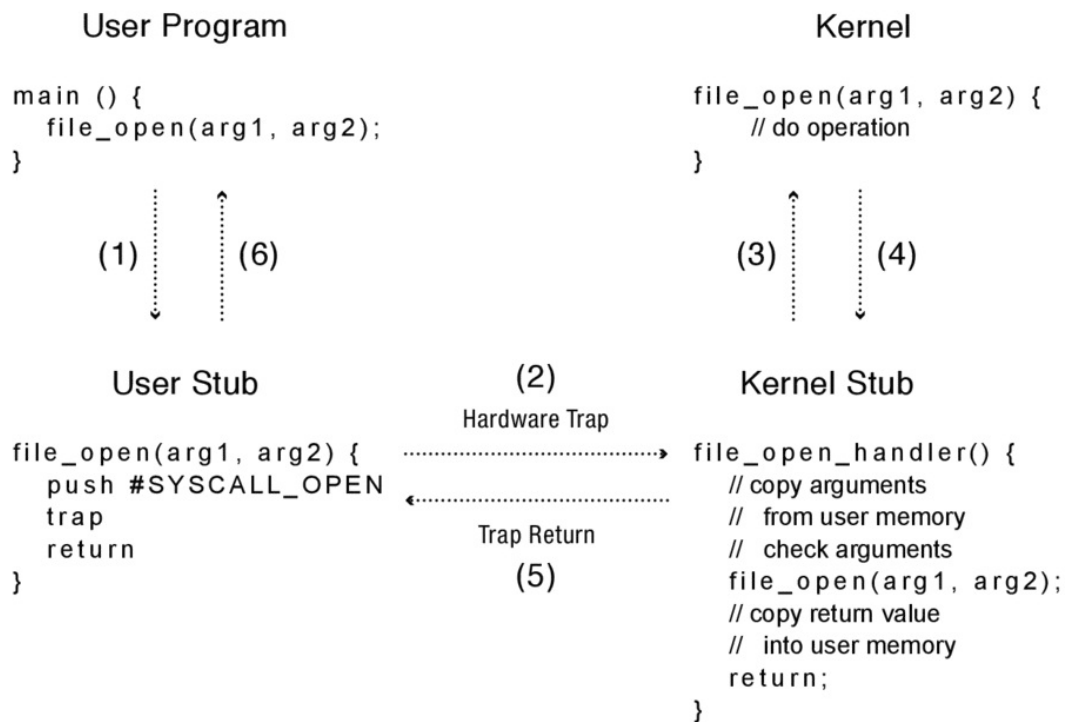 User Program
main () {
file_open(arg1, arg2);
}
(1)
(6)
Kernel
file_open(arg1, arg2) {
// do operation
}
(3)
(4)
User Stub
file_open(arg1, arg2) {
push #SYSCALL_OPEN
trap
return
}
(2)
Hardware Trap
Trap Return
(5)
Kernel Stub
file_open_handler() {
// copy arguments
// from user memory
// check arguments
file_open(arg1, arg2);
// copy return value
// into user memory
return;
}